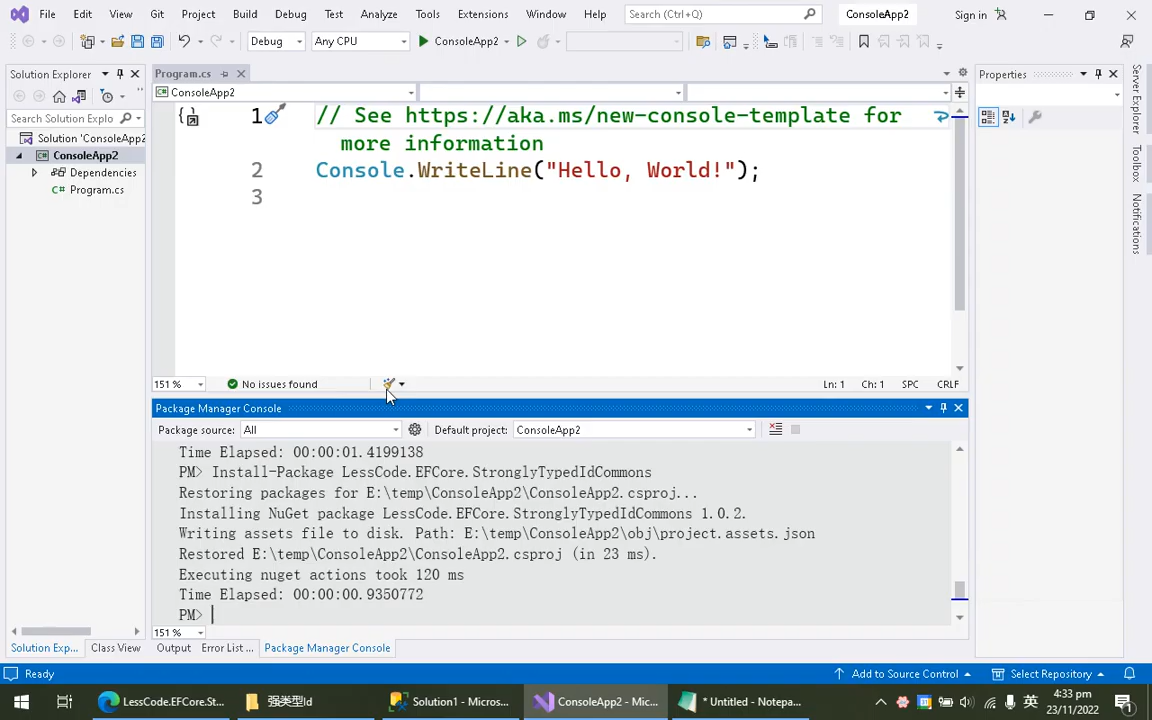 File Edit View Git Project Build Debug Test Analyze Tools Extensions Window Help Search (Ctrl+Q) ConsoleApp2 Sign in
Debug Any CPU ConsoleApp2
Solution Explorer
Search Solution Explorer
Solution 'ConsoleApp2
ConsoleApp2
Dependencies
C# Program.cs
Program.cs
ConsoleApp2
1 // See https://aka.ms/new-console-template for
more information
2 Console.WriteLine("Hello, World!");
3
151 % No issues found Ln: 1 Ch: 1 SPC CRLF
Properties
Server Explorer
Toolbox
Notifications
Package Manager Console
Package source: All Default project: ConsoleApp2
Time Elapsed: 00:00:01.4199138
PM> Install-Package LessCode.EFCore.StronglyTypedIdCommons
Restoring packages for E:\temp\ConsoleApp2\ConsoleApp2.csproj...
Installing NuGet package LessCode.EFCore.StronglyTypedIdCommons 1.0.2.
Writing assets file to disk. Path: E:\temp\ConsoleApp2\obj\project.assets.json
Restored E:\temp\ConsoleApp2\ConsoleApp2.csproj (in 23 ms).
Executing nuget actions took 120 ms
Time Elapsed: 00:00:00.9350772
PM>
151 %
Solution Exp... Class View Output Error List ... Package Manager Console
Ready Add to Source Control Select Repository
LessCode.EFCore.St... 强类型Id Solution1 - Micros... ConsoleApp2 - Mic... * Untitled - Notepa... 英 4:33 pm
23/11/2022
1